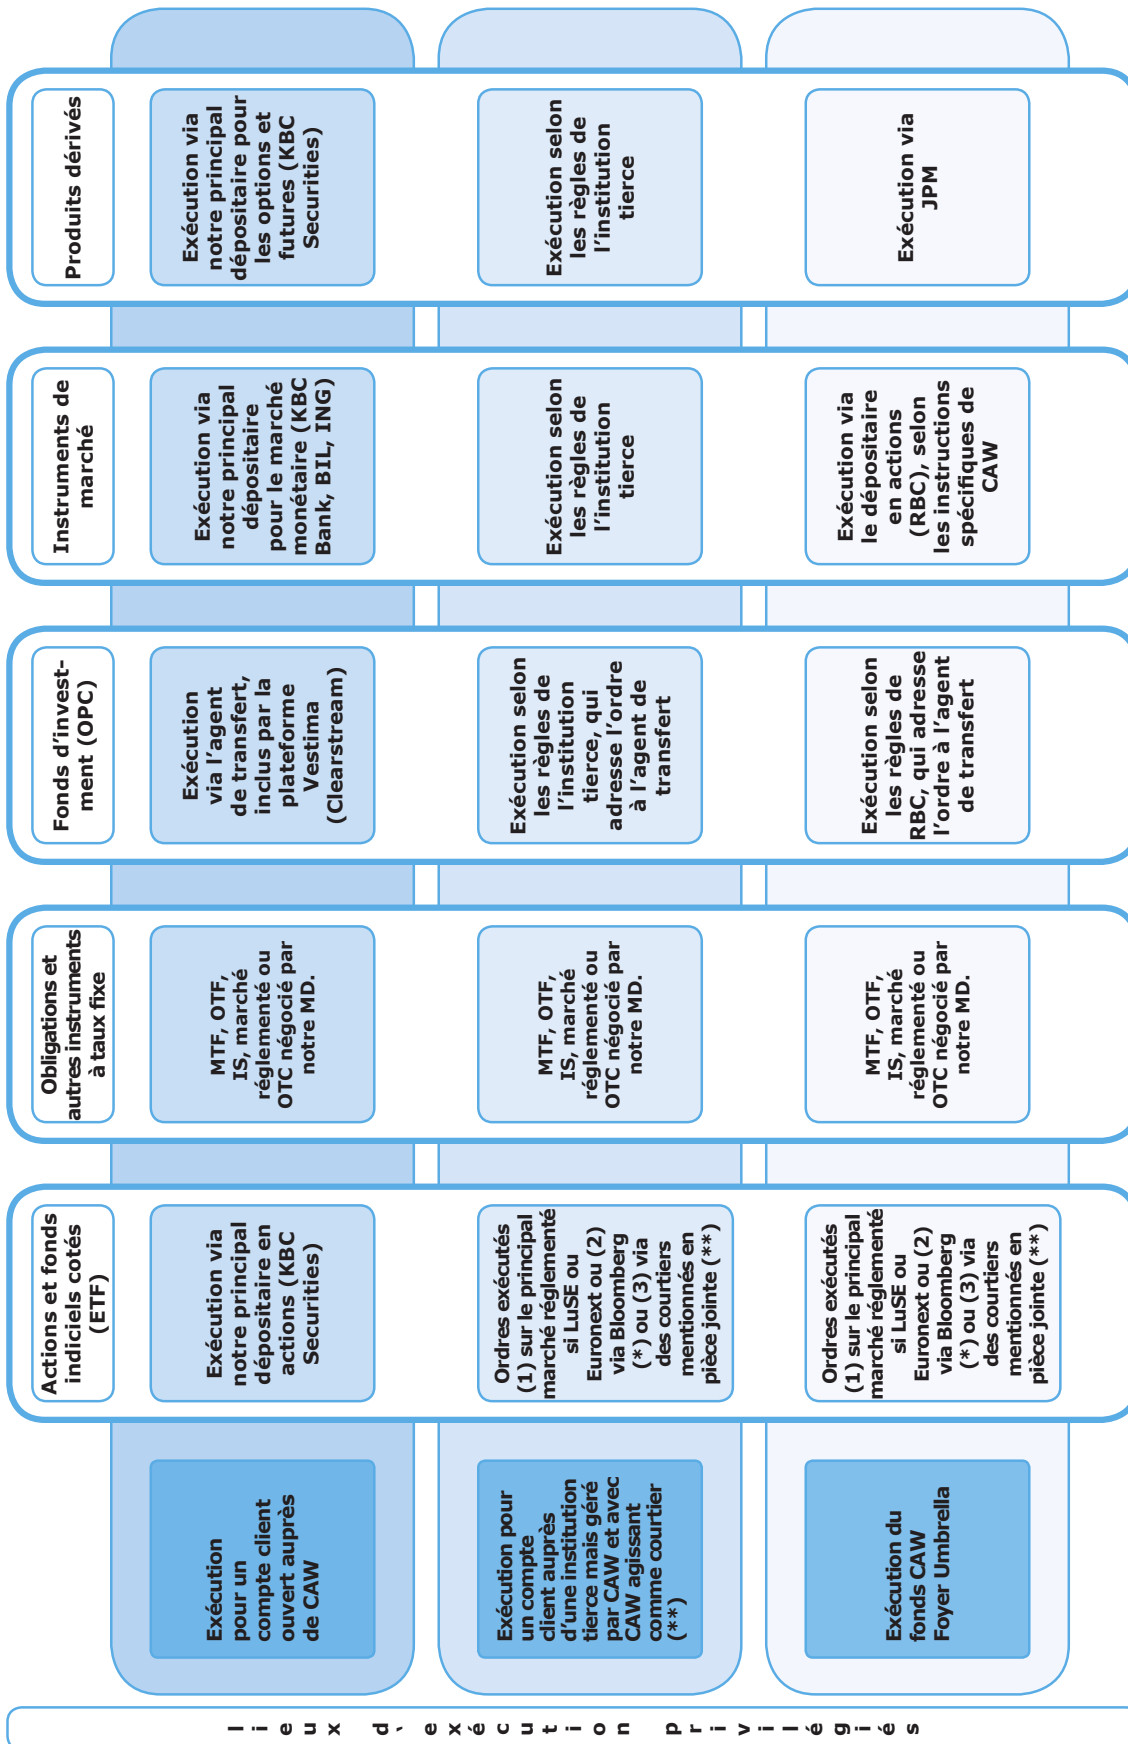 lieux d'exécution privilégiés
Actions et fonds
indiciels cotés
(ETF)
Obligations et
autres instruments
à taux fixe
Fonds d’invest-
ment (OPC)
Instruments de
marché
Produits dérivés
Exécution
pour un
compte client
ouvert auprès
de CAW
Exécution via
notre principal
dépositaire en
actions (KBC
Securities)
MTF, OTF,
IS, marché
réglementé ou
OTC négocié par
notre MD.
Exécution
via l’agent
de transfert,
inclus par la
plateforme
Vestima
(Clearstream)
Exécution via
notre principal
dépositaire
pour le marché
monétaire (KBC
Bank, BIL, ING)
Exécution via
notre principal
dépositaire pour
les options et
futures (KBC
Securities)
Exécution pour
un compte
client auprès
d’une institution
tierce mais géré
par CAW et avec
CAW agissant
comme courtier
(**)
Ordres exécutés
(1) sur le principal
marché réglementé
si LuSE ou
Euronext ou (2)
via Bloomberg
(*) ou (3) via
des courtiers
mentionnés en
pièce jointe (**)
MTF, OTF,
IS, marché
réglementé ou
OTC négocié par
notre MD.
Exécution selon
les règles de
l’institution
tierce, qui
adresse l’ordre
à l’agent de
transfert
Exécution selon
les règles de
l’institution
tierce
Exécution selon
les règles de
l’institution
tierce
Exécution du
fonds CAW
Foyer Umbrella
Ordres exécutés
(1) sur le principal
marché réglementé
si LuSE ou
Euronext ou (2)
via Bloomberg
(*) ou (3) via
des courtiers
mentionnés en
pièce jointe (**)
MTF, OTF,
IS, marché
réglementé ou
OTC négocié par
notre MD.
Exécution selon
les règles de
RBC, qui adresse
l’ordre à l’agent
de transfert
Exécution via
le dépositaire
en actions
(RBC), selon
les instructions
spécifiques de
CAW
Exécution via
JPM